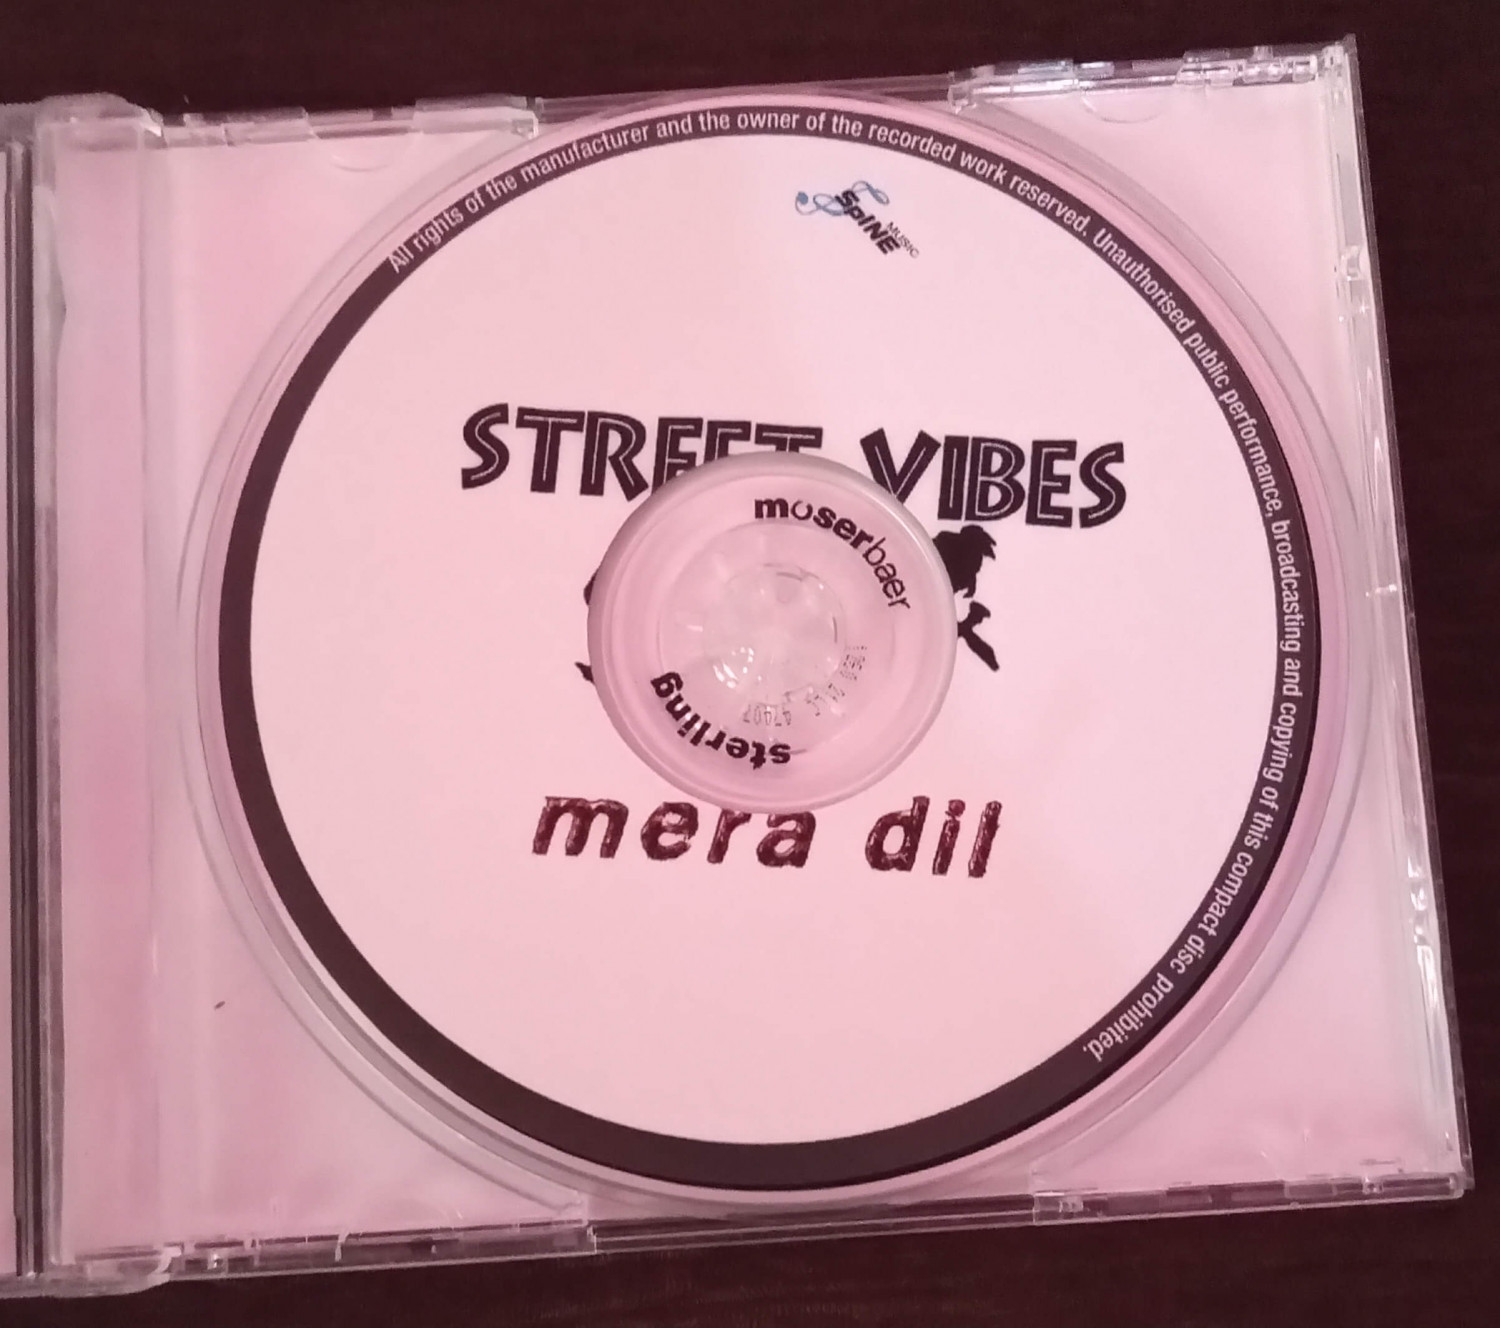 All rights of the manufacturer and the owner of the recorded work reserved. Unauthorised public performance, broadcasting and copying of this compact disc prohibited.
SpINE
MUSIC
STREET VIBES
moserbaer
sterling
mera dil